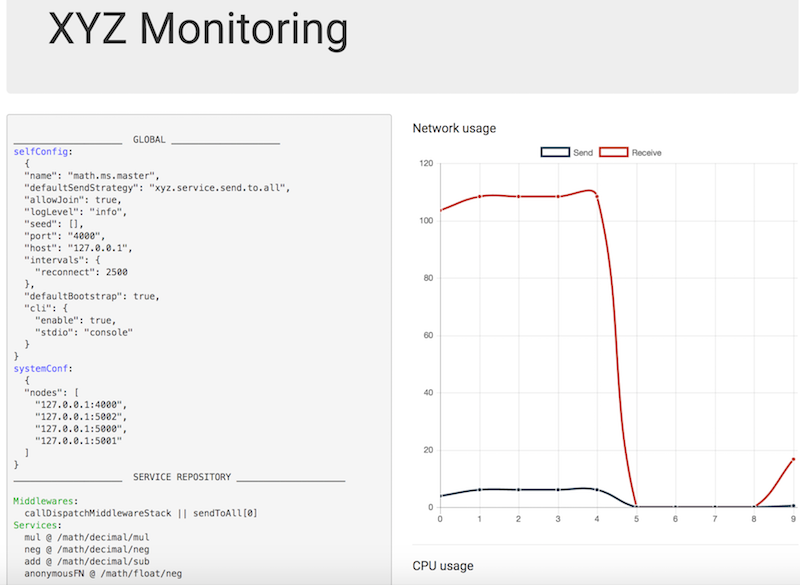 XYZ Monitoring
____________________ GLOBAL ____________________
selfConfig:
{
"name": "math.ms.master",
"defaultSendStrategy": "xyz.service.send.to.all",
"allowJoin": true,
"logLevel": "info",
"seed": [],
"port": "4000",
"host": "127.0.0.1",
"intervals": {
"reconnect": 2500
},
"defaultBootstrap": true,
"cli": {
"enable": true,
"stdio": "console"
}
}
systemConf:
{
"nodes": [
"127.0.0.1:4000",
"127.0.0.1:5002",
"127.0.0.1:5000",
"127.0.0.1:5001"
]
}
____________________ SERVICE REPOSITORY ____________________
Middlewares:
callDispatchMiddlewareStack || sendToAll[0]
Services:
mul @ /math/decimal/mul
neg @ /math/decimal/neg
add @ /math/decimal/sub
anonymousFN @ /math/float/neg
Network usage
Send Receive
120
100
80
60
40
20
0
0 1 2 3 4 5 6 7 8 9
CPU usage